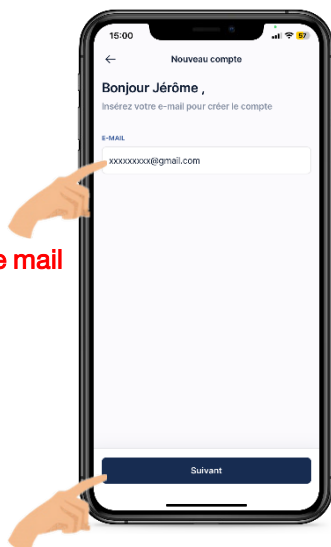 15:00
57
Nouveau compte
Bonjour Jérôme ,
Insérez votre e-mail pour créer le compte
E-MAIL
xxxxxxxxx@gmail.com
e mail
Suivant